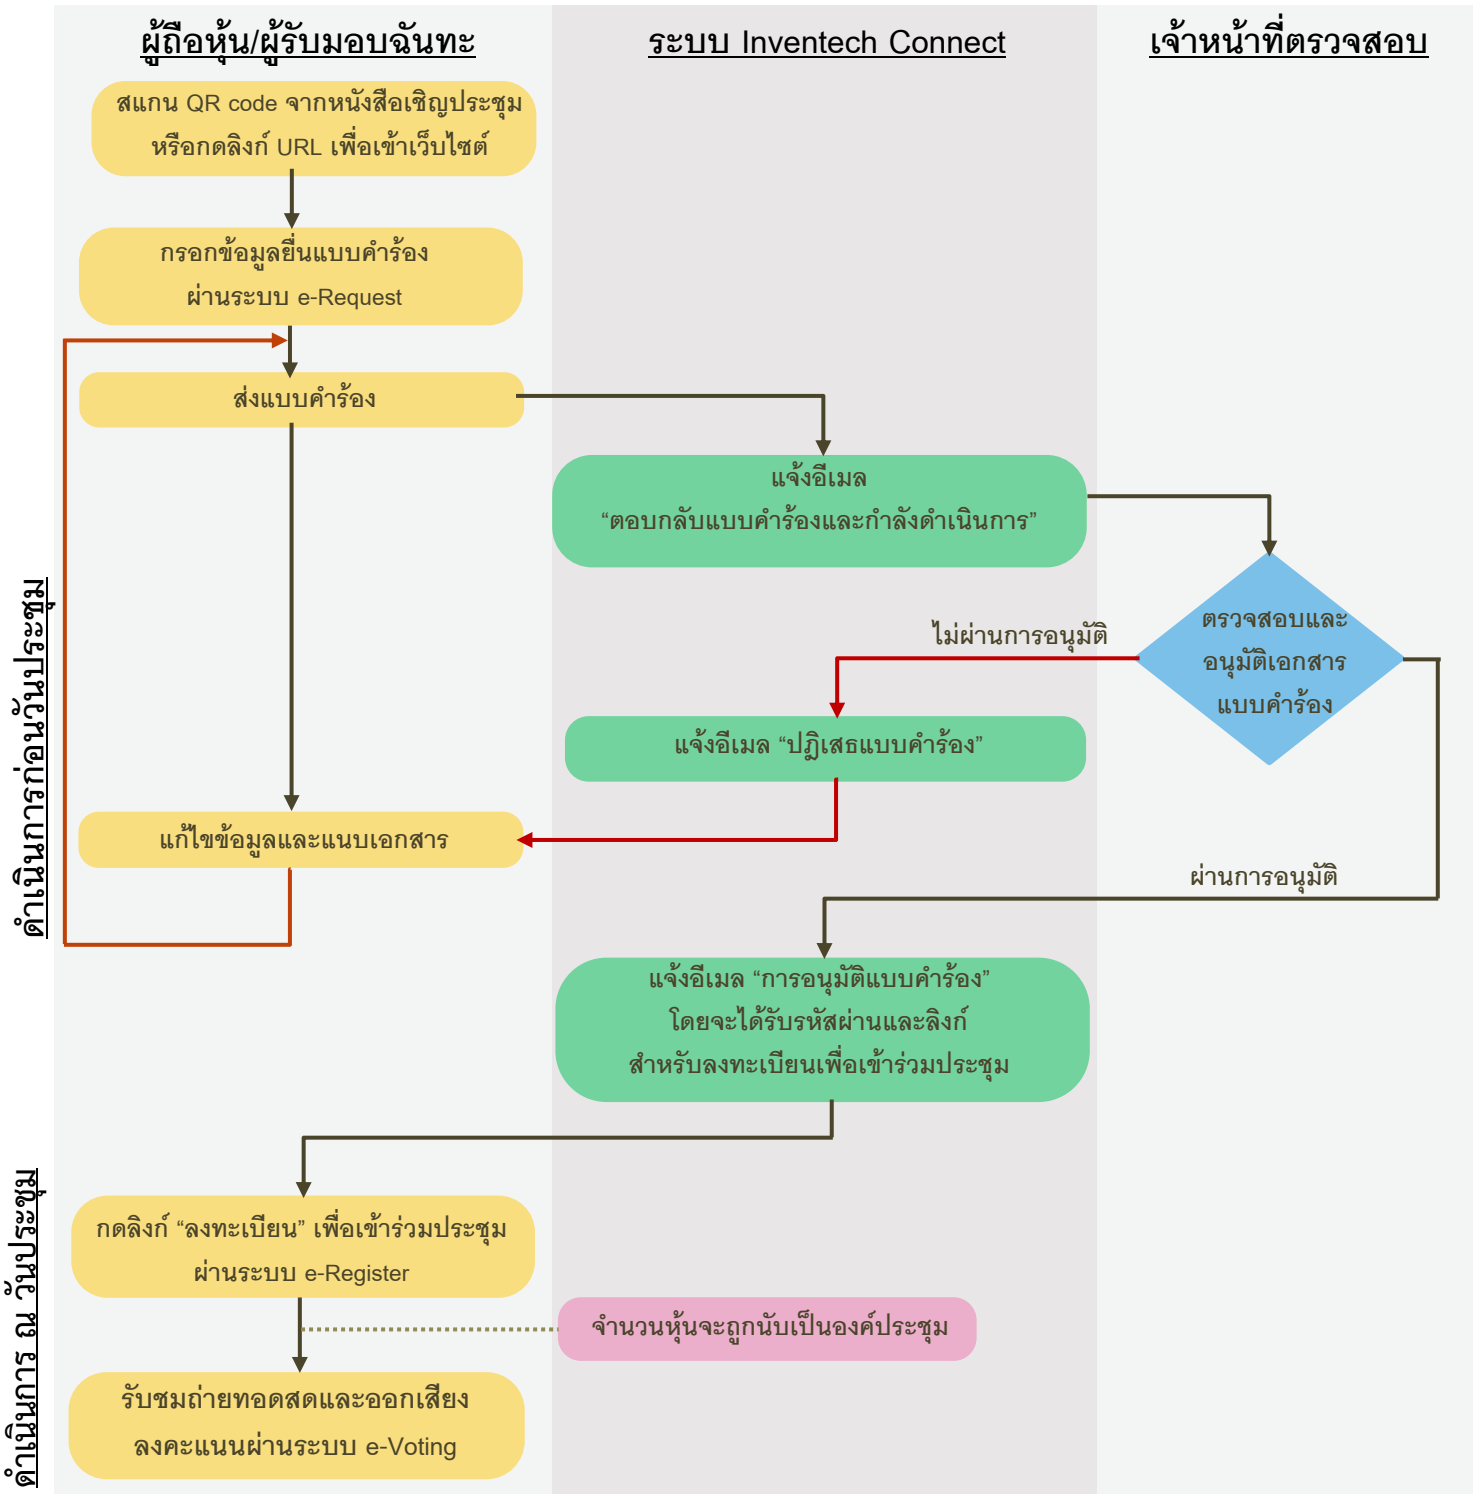 ผู้ถือหุ้น/ผู้รับมอบฉันทะ
ระบบ Inventech Connect
เจ้าหน้าที่ตรวจสอบ
สแกน QR code จากหนังสือเชิญประชุม
หรือกดลิงก์ URL เพื่อเข้าเว็บไซต์
กรอกข้อมูลยื่นแบบคำร้อง
ผ่านระบบ e-Request
ส่งแบบคำร้อง
แจ้งอีเมล
“ตอบกลับแบบคำร้องและกำลังดำเนินการ”
ตรวจสอบและ
อนุมัติเอกสาร
แบบคำร้อง
ไม่ผ่านการอนุมัติ
แจ้งอีเมล “ปฎิเสธแบบคำร้อง”
แก้ไขข้อมูลและแนบเอกสาร
ผ่านการอนุมัติ
แจ้งอีเมล “การอนุมัติแบบคำร้อง”
โดยจะได้รับรหัสผ่านและลิงก์
สำหรับลงทะเบียนเพื่อเข้าร่วมประชุม
ดำเนินการก่อนวันประชุม
กดลิงก์ “ลงทะเบียน” เพื่อเข้าร่วมประชุม
ผ่านระบบ e-Register
จำนวนหุ้นจะถูกนับเป็นองค์ประชุม
รับชมถ่ายทอดสดและออกเสียง
ลงคะแนนผ่านระบบ e-Voting
ดำเนินการ ณ วันประชุม